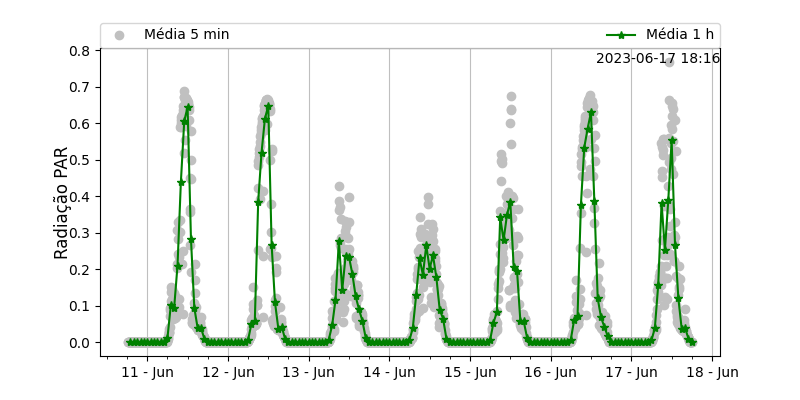 Média 5 min
Média 1 h
2023-06-17 18:16
Radiação PAR
0.8
0.7
0.6
0.5
0.4
0.3
0.2
0.1
0.0
11 - Jun
12 - Jun
13 - Jun
14 - Jun
15 - Jun
16 - Jun
17 - Jun
18 - Jun